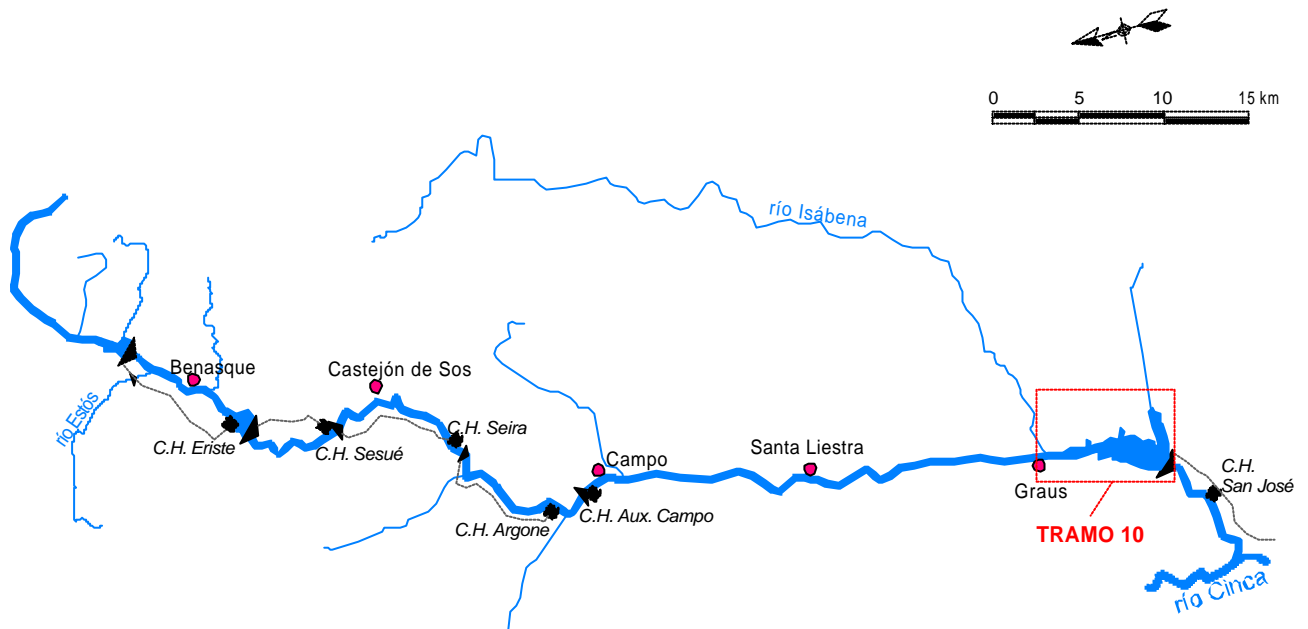 0 5 10 15 km
río Isábena
Benasque
Castejón de Sos
río Estós
C.H. Eriste
C.H. Sesué
C.H. Seira
Campo
Santa Liestra
Graus
C.H.
San José
C.H. Argone
C.H. Aux. Campo
TRAMO 10
río Cinca